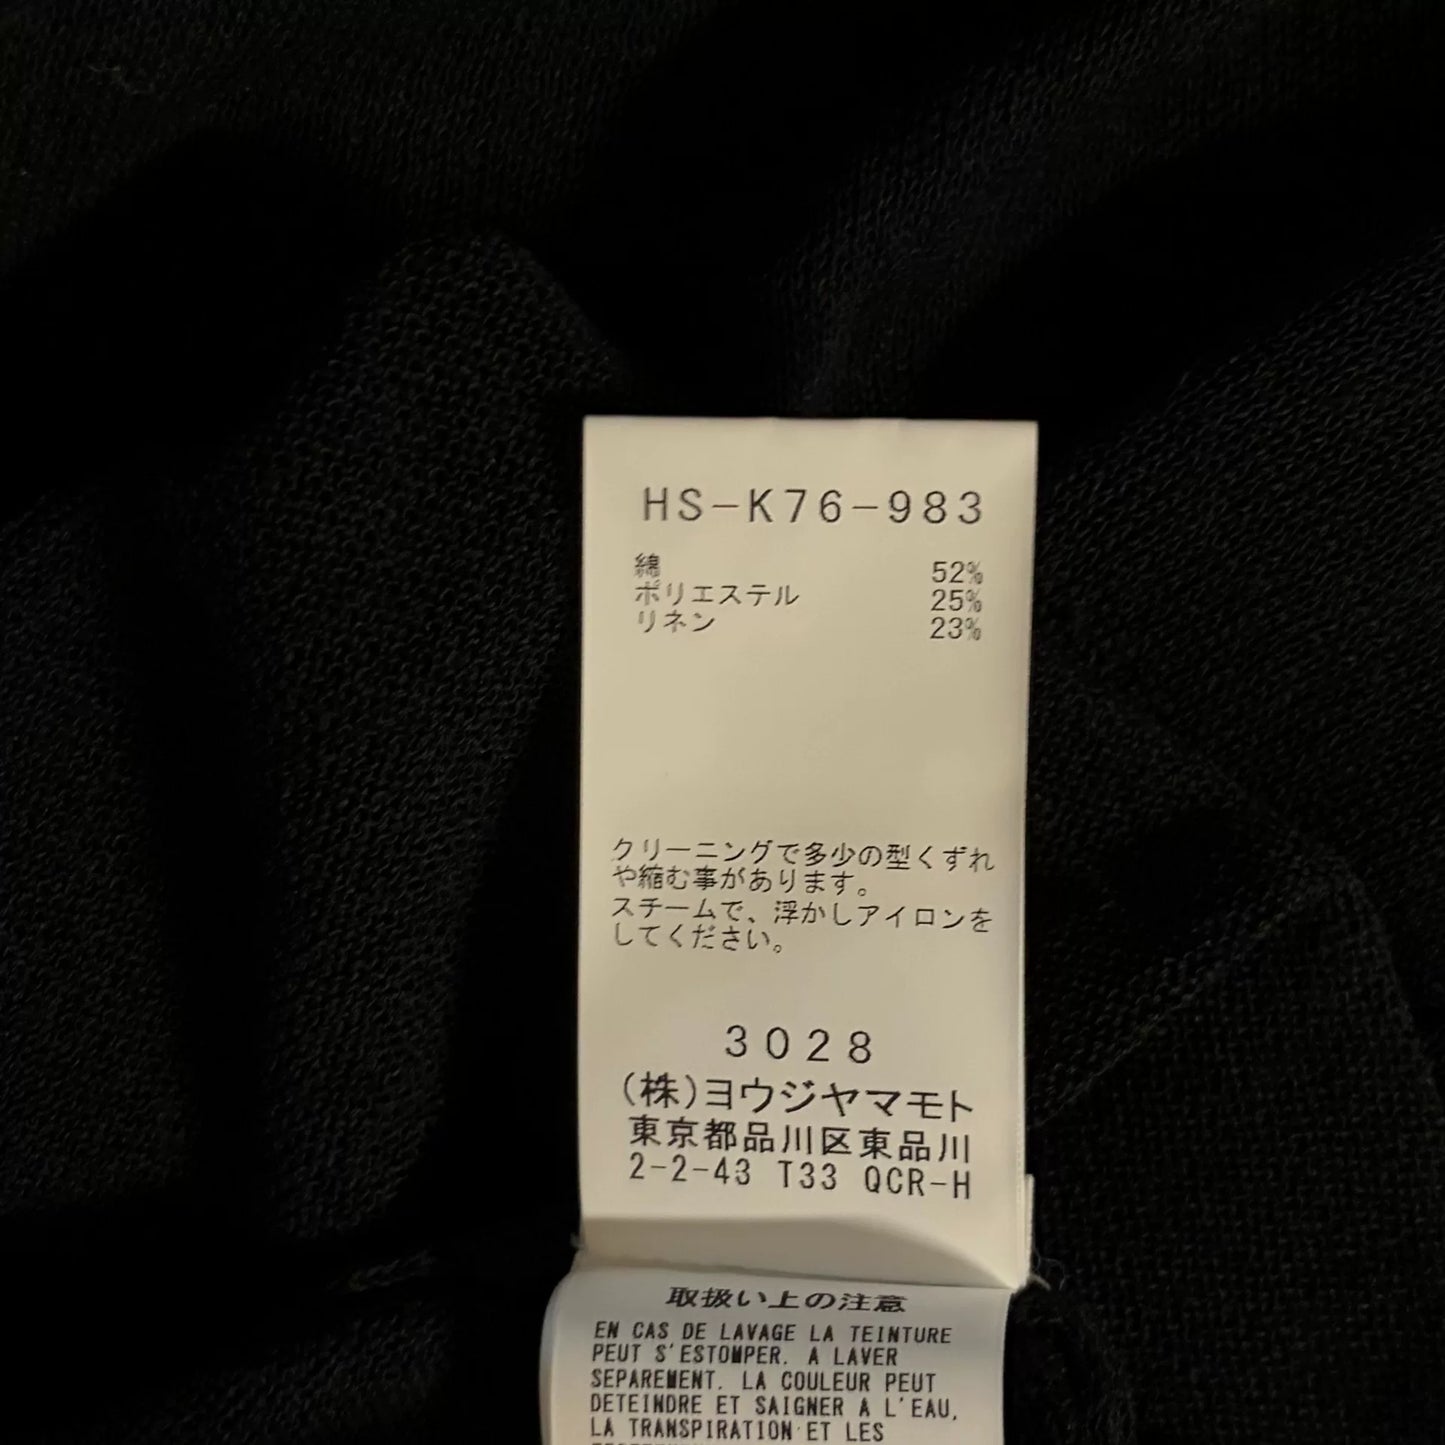 HS-K76-983
綿 52%
ポリエステル 25%
リネン 23%
クリーニングで多少の型くずれ
や縮む事があります。
スチームで、浮かしアイロンを
してください。
3028
(株)ヨウジヤマモト
東京都品川区東品川
2-2-43 T33 QCR-H
取扱い上の注意
EN CAS DE LAVAGE LA TEINTURE
PEUT S'ESTOMPER. A LAVER
SEPAREMENT. LA COULEUR PEUT
DETEINDRE ET SAIGNER A L'EAU,
LA TRANSPIRATION ET LES